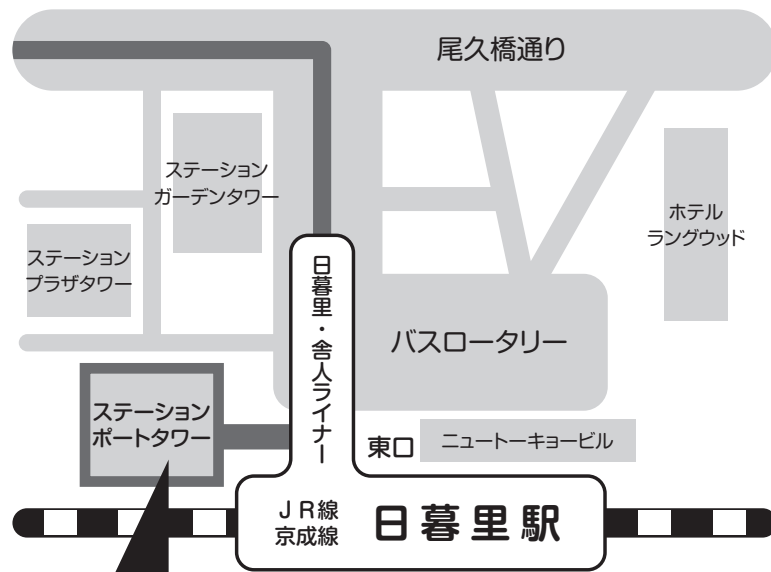 尾久橋通り
ステーション
ガーデンタワー
ホテル
ラングウッド
ステーション
プラザタワー
日暮里・舎人ライナー
バスロータリー
ステーション
ポートタワー
東口
ニュートーキョービル
JR線
京成線
日暮里駅